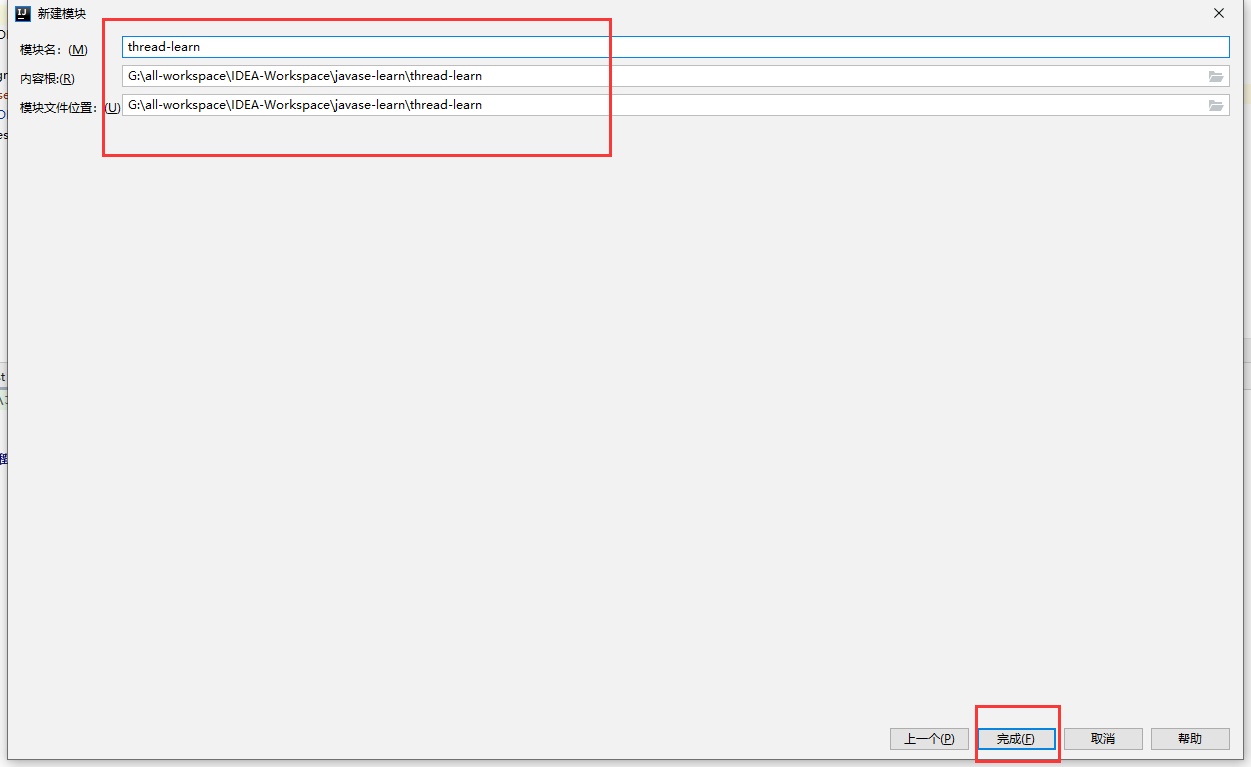 新建模块
模块名：(M) thread-learn
内容根:(R) G:\all-workspace\IDEA-Workspace\javase-learn\thread-learn
模块文件位置：(U) G:\all-workspace\IDEA-Workspace\javase-learn\thread-learn
上一个(P) 完成(F) 取消 帮助